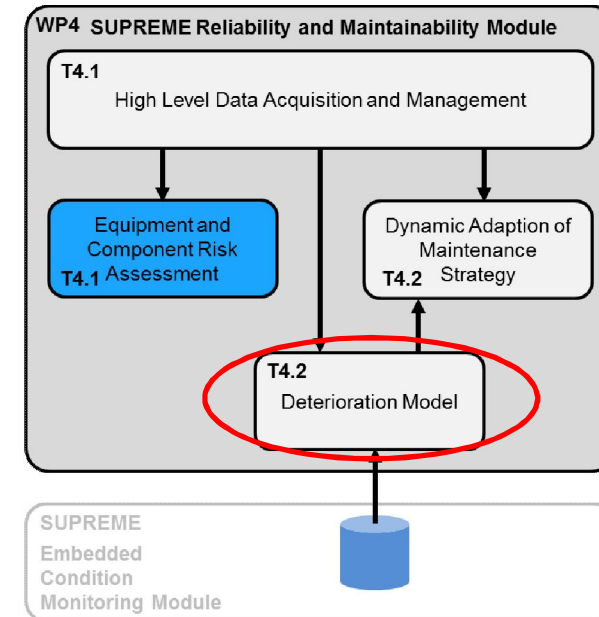 WP4 SUPREME Reliability and Maintainability Module
T4.1
High Level Data Acquisition and Management
Equipment and
Component Risk
T4.1 Assessment
Dynamic Adaption of
Maintenance
T4.2 Strategy
T4.2
Deterioration Model
SUPREME
Embedded
Condition
Monitoring Module